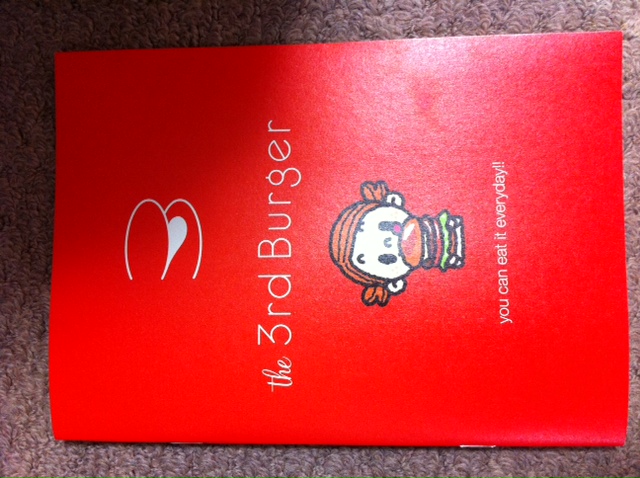 3
the 3rd Burger
you can eat it everyday!!